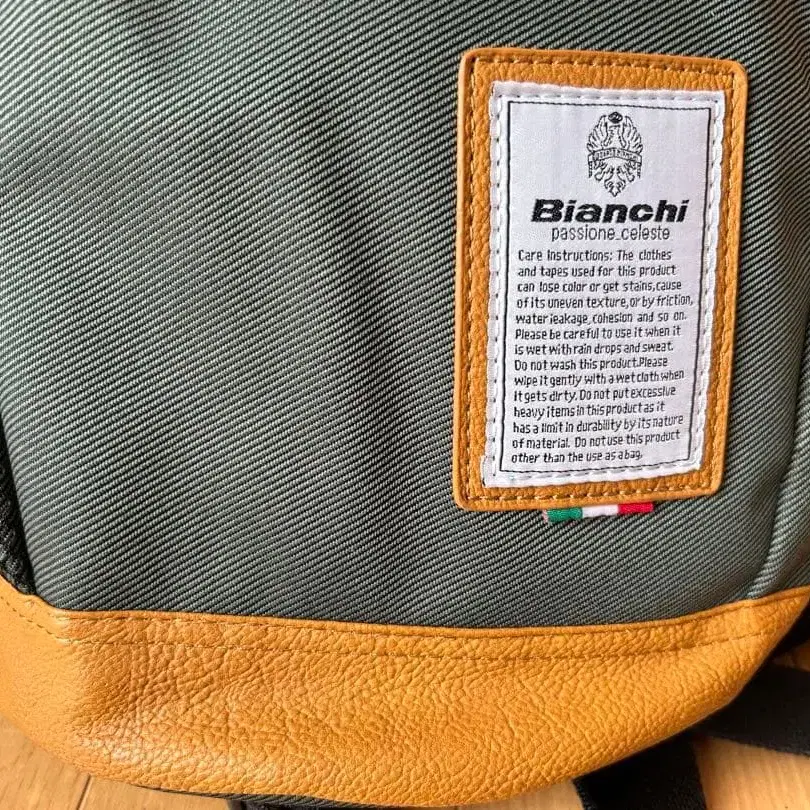 Bianchi
passione_celeste
Care Instructions: The clothes
and tapes used for this product
can lose color or get stains,cause
of its uneven texture, or by friction,
water leakage, cohesion and so on.
Please be careful to use it when it
is wet with rain drops and sweat.
Do not wash this product.Please
wipe it gently with a wet cloth when
it gets dirty. Do not put excessive
heavy items in this product as it
has a limit in durability by its nature
of material. Do not use this product
other than the use as a bag.